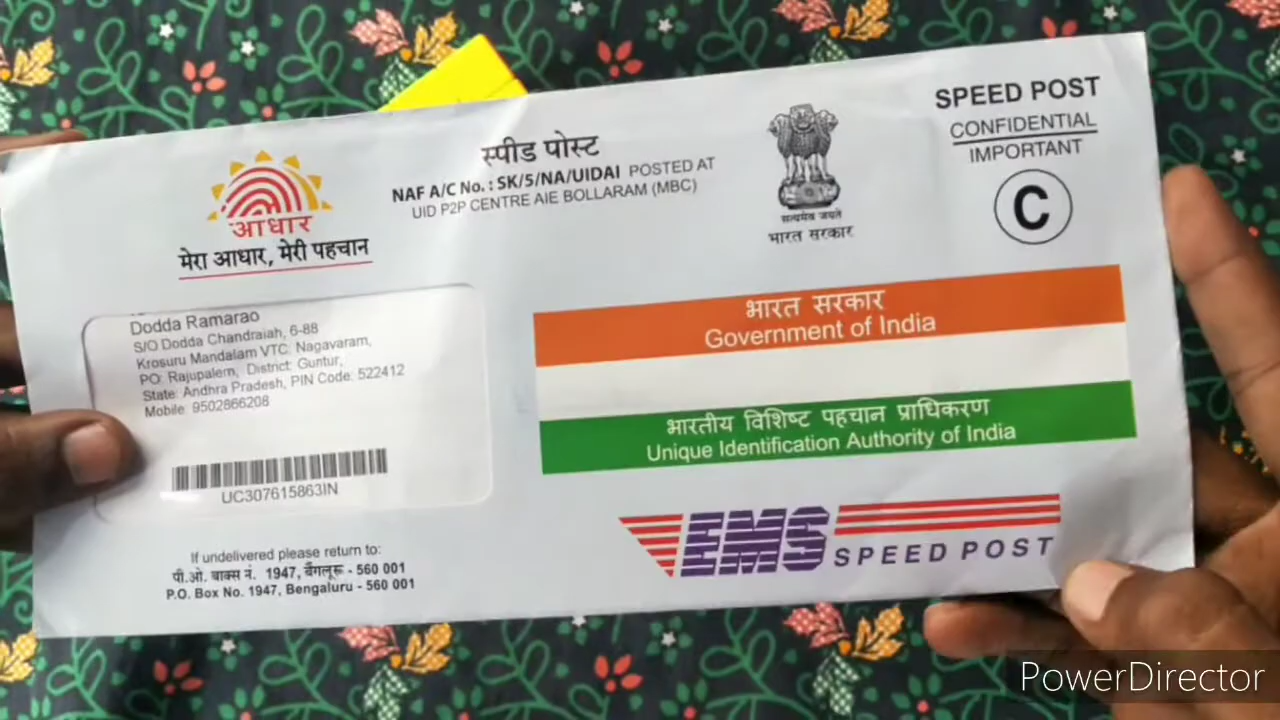 स्पीड पोस्ट
NAF A/C No. : SK/5/NA/UIDAI POSTED AT
UID P2P CENTRE AIE BOLLARAM (MBC)
SPEED POST
CONFIDENTIAL
IMPORTANT
C
आधार
मेरा आधार, मेरी पहचान
सत्यमेव जयते
भारत सरकार
Dodda Ramarao
S/O Dodda Chandraiah, 6-88
Krosuru Mandalam VTC: Nagavaram,
PO: Rajupalem, District: Guntur,
State: Andhra Pradesh, PIN Code: 522412
Mobile: 9502866208
UC307615863IN
भारत सरकार
Government of India
भारतीय विशिष्ट पहचान प्राधिकरण
Unique Identification Authority of India
If undelivered please return to:
पी.ओ. बाक्स नं. 1947, बैंगलूरू - 560 001
P.O. Box No. 1947, Bengaluru - 560 001
EMS SPEED POST
PowerDirector